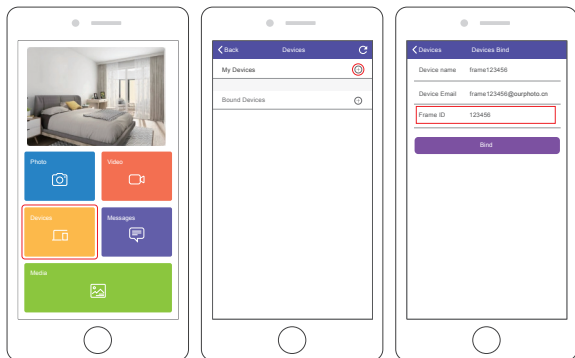 Photo
Video
Devices
Messages
Media
Back
Devices
My Devices
Bound Devices
Devices
Devices Bind
Device name
frame123456
Device Email
frame123456@ourphoto.cn
Frame ID
123456
Bind